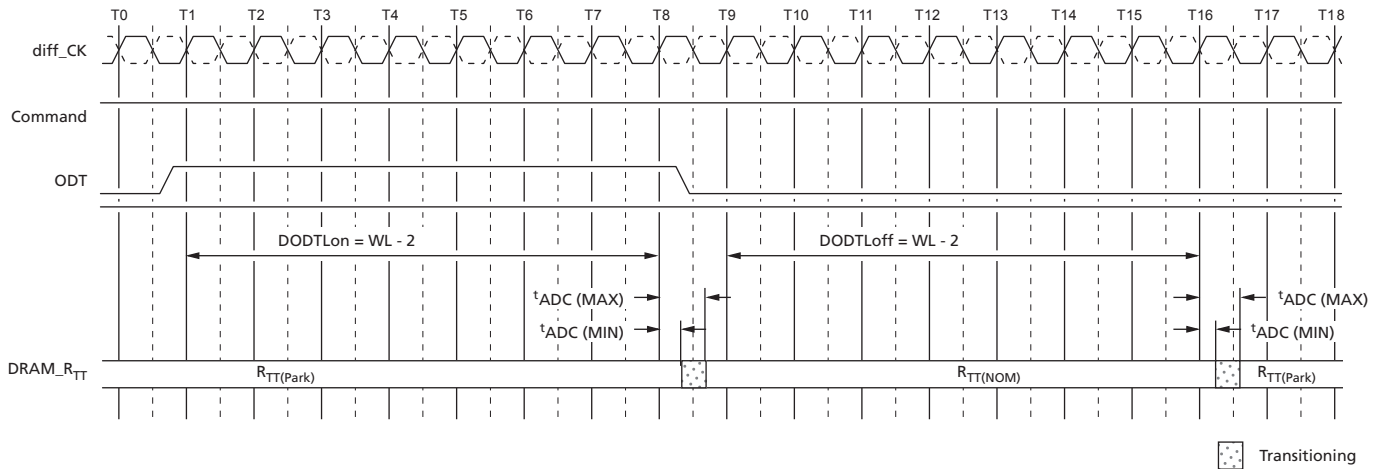 T0 T1 T2 T3 T4 T5 T6 T7 T8 T9 T10 T11 T12 T13 T14 T15 T16 T17 T18
diff_CK
Command
ODT
DODTLon = WL - 2 DODTLoff = WL - 2
tADC (MAX) tADC (MAX)
tADC (MIN) tADC (MIN)
DRAM_RTT RTT(Park) RTT(NOM) RTT(Park)
Transitioning